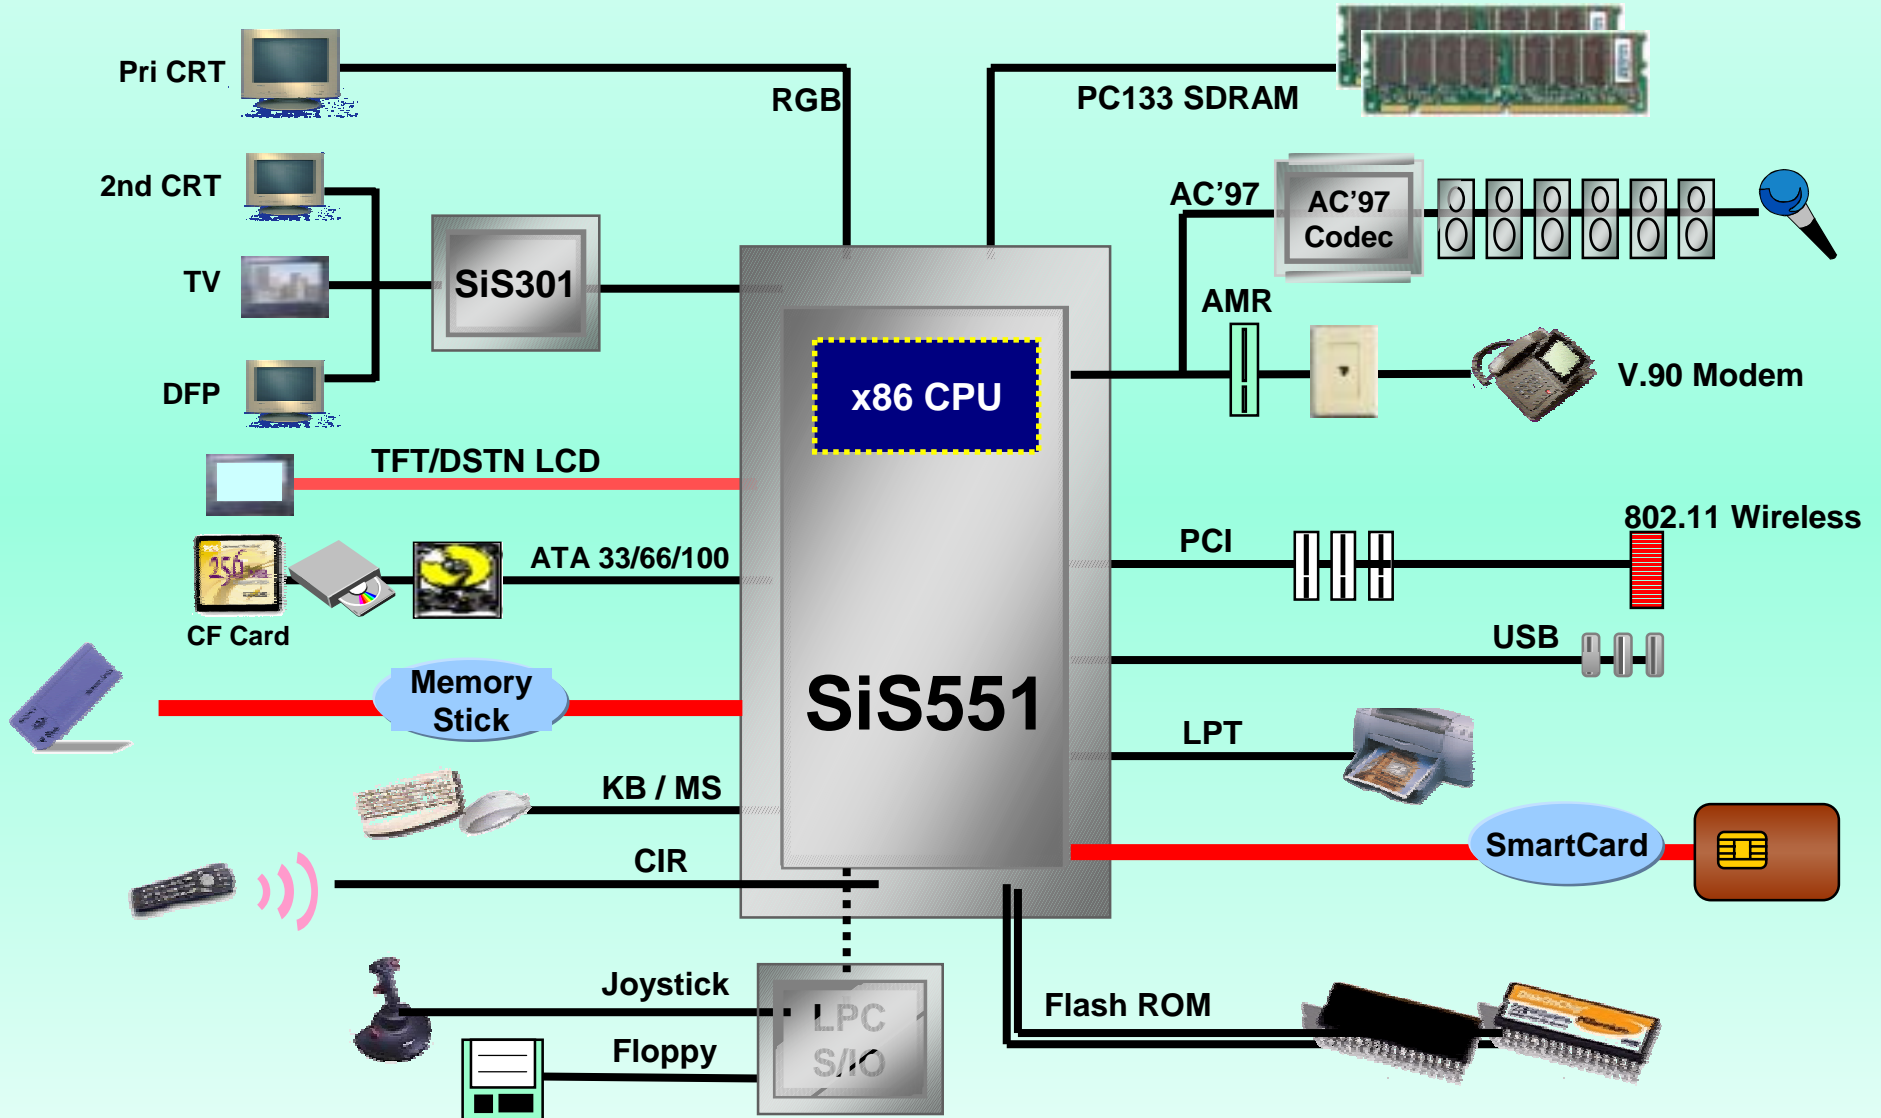 Pri CRT
RGB
PC133 SDRAM
2nd CRT
AC’97
AC’97
Codec
TV
SiS301
AMR
DFP
x86 CPU
V.90 Modem
TFT/DSTN LCD
802.11 Wireless
256
ATA 33/66/100
PCI
CF Card
USB
Memory
Stick
SiS551
LPT
KB / MS
SmartCard
CIR
Joystick
LPC
S/IO
Flash ROM
Floppy